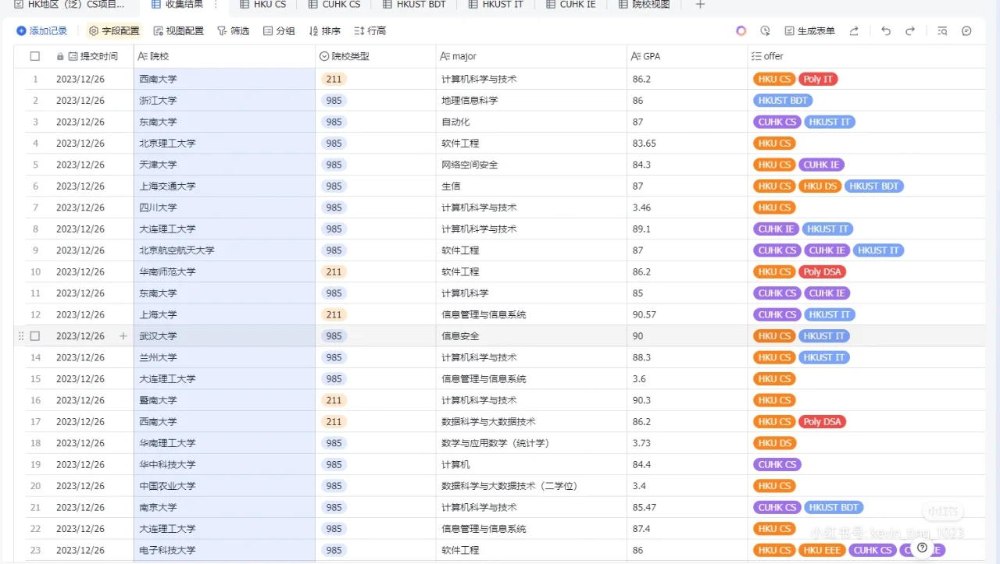 HK地区（泛）CS项目... 收集结果 HKU CS CUHK CS HKUST BDT HKUST IT CUHK IE 院校视图
添加记录 字段配置 视图配置 筛选 分组 排序 行高 生成表单
提交时间 院校 院校类型 major GPA offer
1 2023/12/26 西南大学 211 计算机科学与技术 86.2 HKU CS Poly IT
2 2023/12/26 浙江大学 985 地理信息科学 86 HKUST BDT
3 2023/12/26 东南大学 985 自动化 87 CUHK CS HKUST IT
4 2023/12/26 北京理工大学 985 软件工程 83.65 HKU CS
5 2023/12/26 天津大学 985 网络空间安全 84.3 HKU CS CUHK IE
6 2023/12/26 上海交通大学 985 生信 87 HKU CS HKU DS HKUST BDT
7 2023/12/26 四川大学 985 计算机科学与技术 3.46 HKU CS
8 2023/12/26 大连理工大学 985 计算机科学与技术 89.1 CUHK IE HKUST IT
9 2023/12/26 北京航空航天大学 985 软件工程 87 CUHK CS CUHK IE HKUST IT
10 2023/12/26 华南师范大学 211 软件工程 86.2 HKU CS Poly DSA
11 2023/12/26 东南大学 985 计算机科学 85 CUHK CS CUHK IE
12 2023/12/26 上海大学 211 信息管理与信息系统 90.57 CUHK CS HKUST IT
2023/12/26 武汉大学 985 信息安全 90 HKU CS HKUST IT
14 2023/12/26 兰州大学 985 计算机科学与技术 88.3 HKU CS HKUST IT
15 2023/12/26 大连理工大学 985 信息管理与信息系统 3.6 HKU CS
16 2023/12/26 暨南大学 211 计算机科学与技术 90.3 HKU CS
17 2023/12/26 西南大学 211 数据科学与大数据技术 86.2 HKU CS Poly DSA
18 2023/12/26 华南理工大学 985 数学与应用数学（统计学） 3.73 HKU DS
19 2023/12/26 华中科技大学 985 计算机 84.4 CUHK CS
20 2023/12/26 中国农业大学 985 数据科学与大数据技术（二学位） 3.4 HKU CS
21 2023/12/26 南京大学 985 计算机科学与技术 85.47 CUHK CS HKUST BDT
小红书
22 2023/12/26 大连理工大学 985 信息管理与信息系统 87.4 HKU CS
小红书号: kevin_ting_1023
23 2023/12/26 电子科技大学 985 软件工程 86 HKU CS HKU EEE CUHK CS